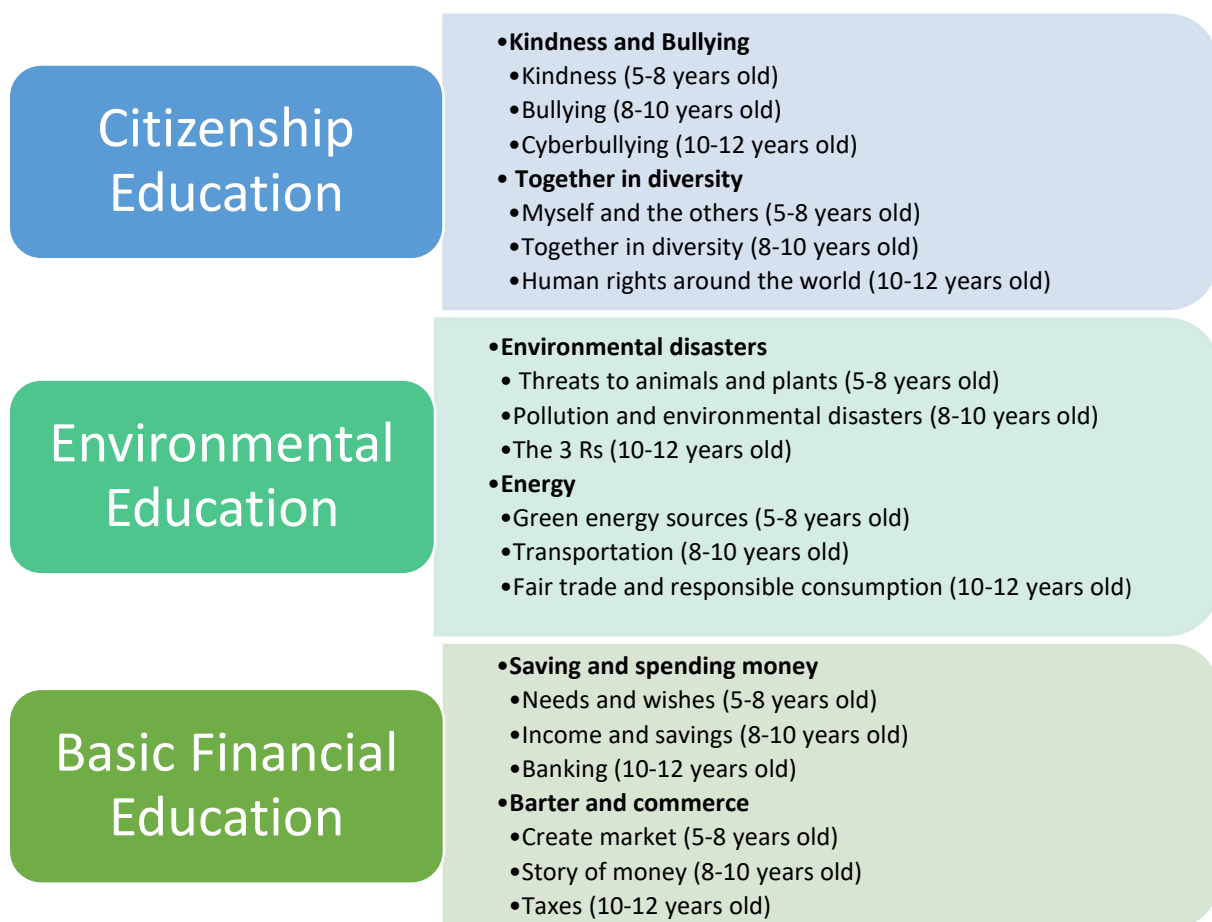 Citizenship
Education
•Kindness and Bullying
•Kindness (5-8 years old)
•Bullying (8-10 years old)
•Cyberbullying (10-12 years old)
• Together in diversity
•Myself and the others (5-8 years old)
•Together in diversity (8-10 years old)
•Human rights around the world (10-12 years old)
Environmental
Education
•Environmental disasters
• Threats to animals and plants (5-8 years old)
•Pollution and environmental disasters (8-10 years old)
•The 3 Rs (10-12 years old)
•Energy
•Green energy sources (5-8 years old)
•Transportation (8-10 years old)
•Fair trade and responsible consumption (10-12 years old)
Basic Financial
Education
•Saving and spending money
•Needs and wishes (5-8 years old)
•Income and savings (8-10 years old)
•Banking (10-12 years old)
•Barter and commerce
•Create market (5-8 years old)
•Story of money (8-10 years old)
•Taxes (10-12 years old)